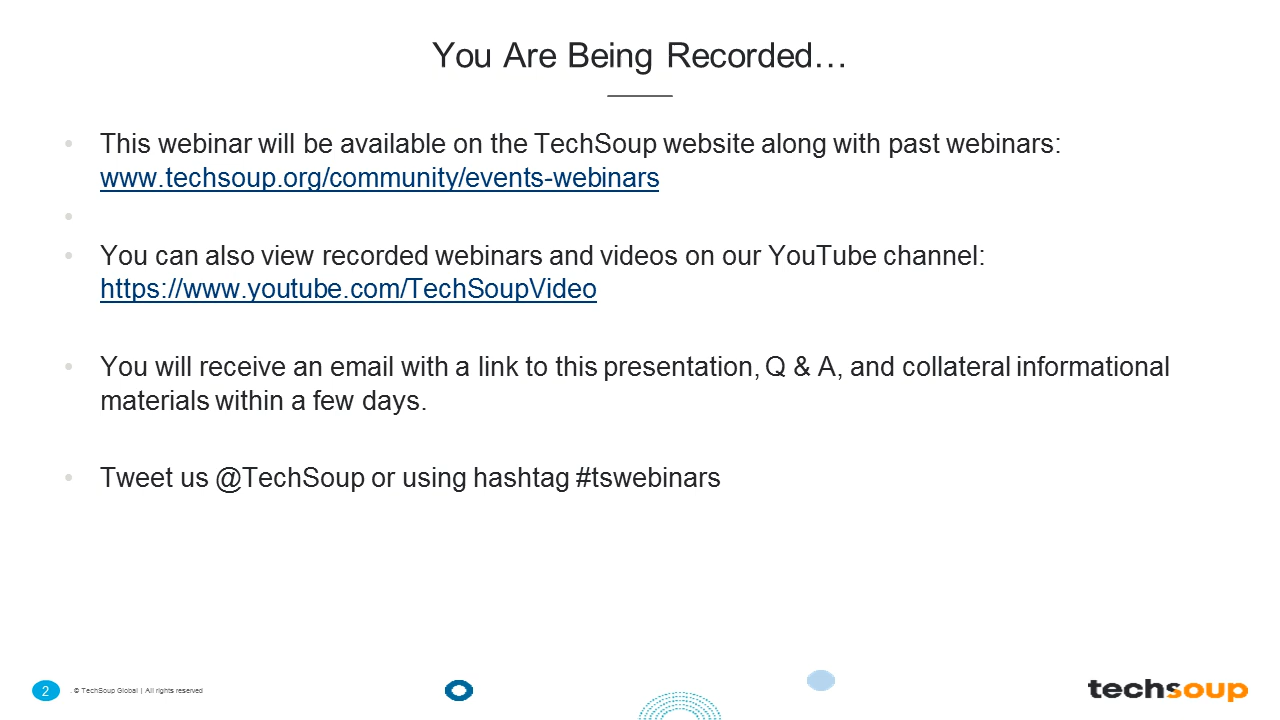 You Are Being Recorded…
• This webinar will be available on the TechSoup website along with past webinars:
www.techsoup.org/community/events-webinars
•
• You can also view recorded webinars and videos on our YouTube channel:
https://www.youtube.com/TechSoupVideo
• You will receive an email with a link to this presentation, Q & A, and collateral informational
materials within a few days.
• Tweet us @TechSoup or using hashtag #tswebinars
2 . © TechSoup Global | All rights reserved
techsoup